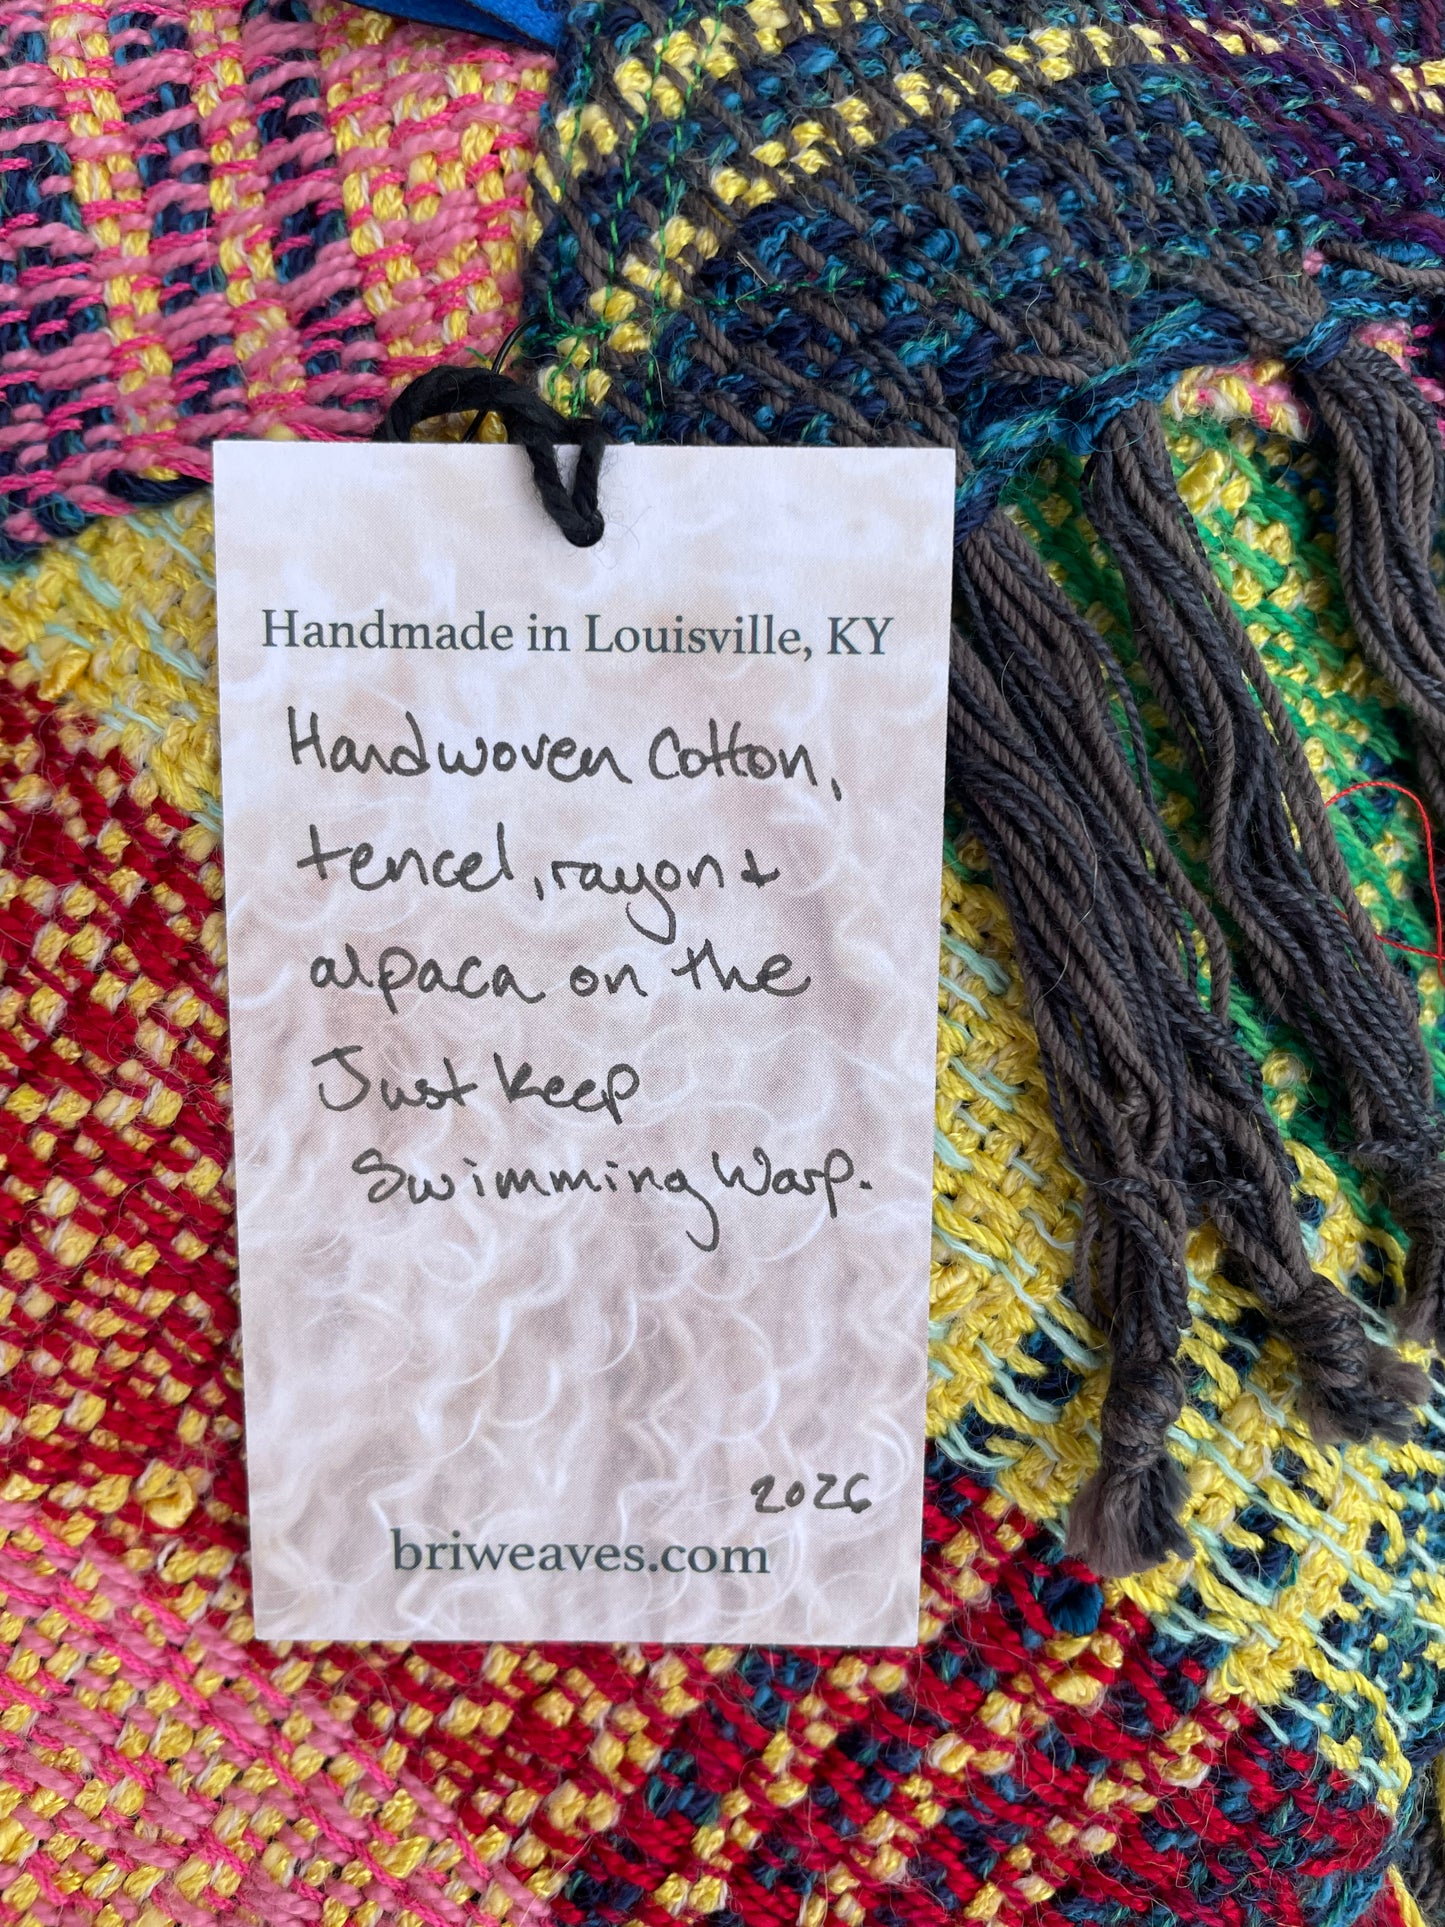 Handmade in Louisville, KY
Handwoven Cotton,
tencel, rayon &
alpaca on the
Just keep
Swimming Warp.
2026
briweaves.com